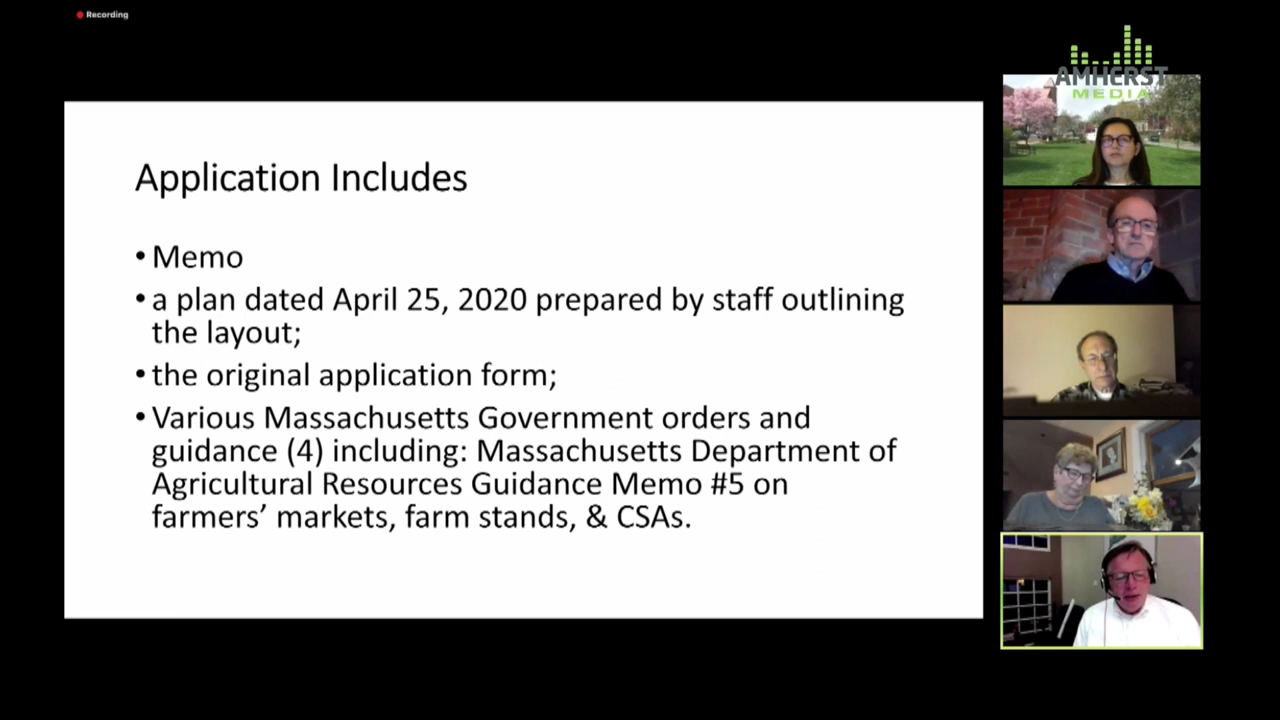 Recording
AMHERST
MEDIA
Application Includes
• Memo
• a plan dated April 25, 2020 prepared by staff outlining
the layout;
• the original application form;
• Various Massachusetts Government orders and
guidance (4) including: Massachusetts Department of
Agricultural Resources Guidance Memo #5 on
farmers’ markets, farm stands, & CSAs.